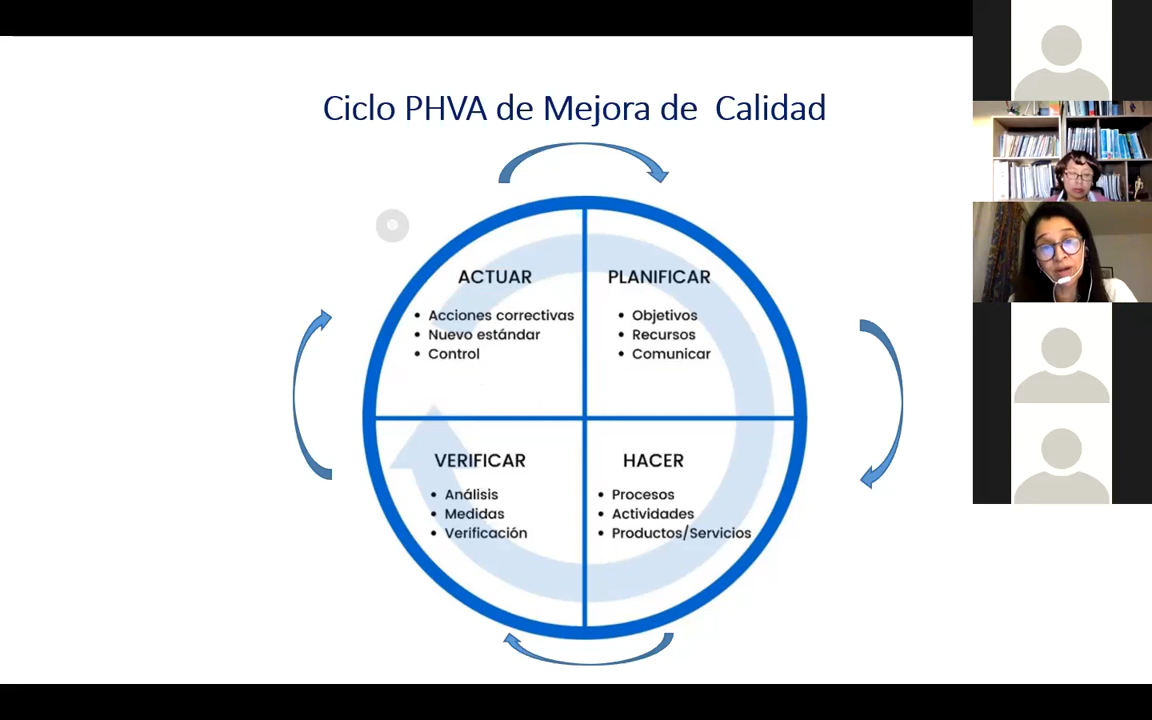 Ciclo PHVA de Mejora de Calidad
ACTUAR
• Acciones correctivas
• Nuevo estándar
• Control
PLANIFICAR
• Objetivos
• Recursos
• Comunicar
VERIFICAR
• Análisis
• Medidas
• Verificación
HACER
• Procesos
• Actividades
• Productos/Servicios